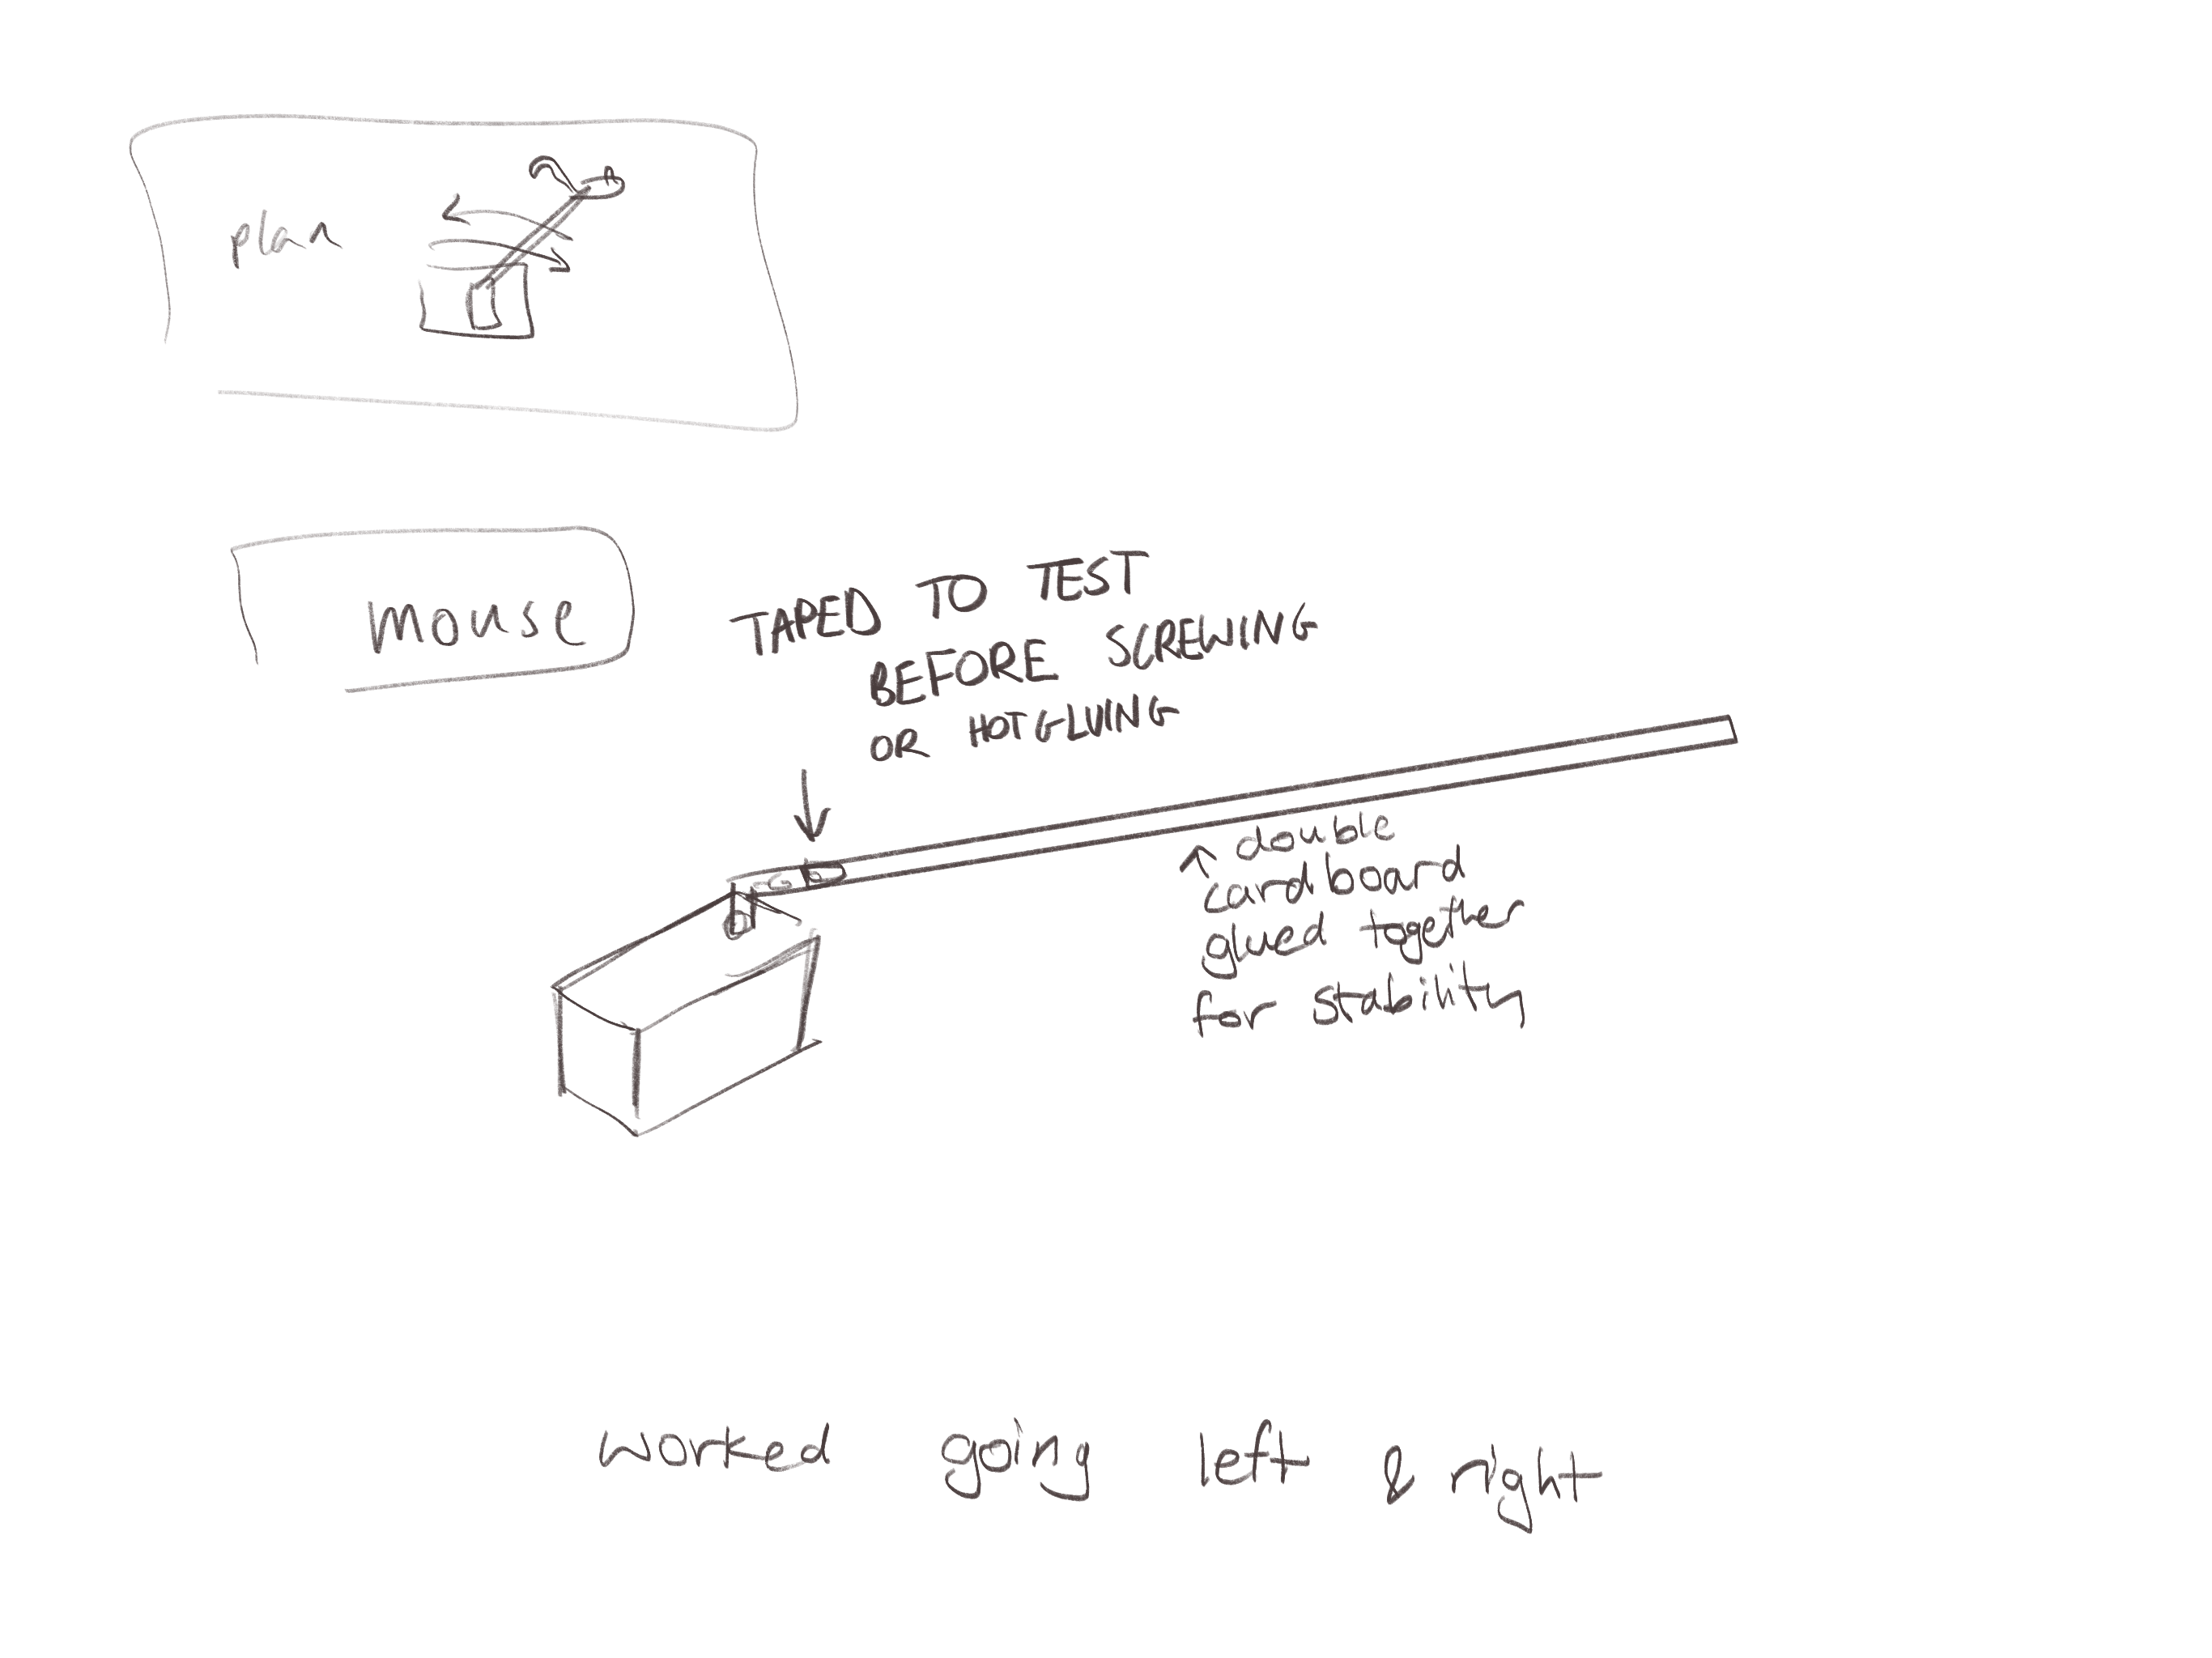 plan
mouse
TAPED TO TEST
BEFORE SCREWING
OR HOTGLUING
double
cardboard
glued together
for stability
worked going left & right